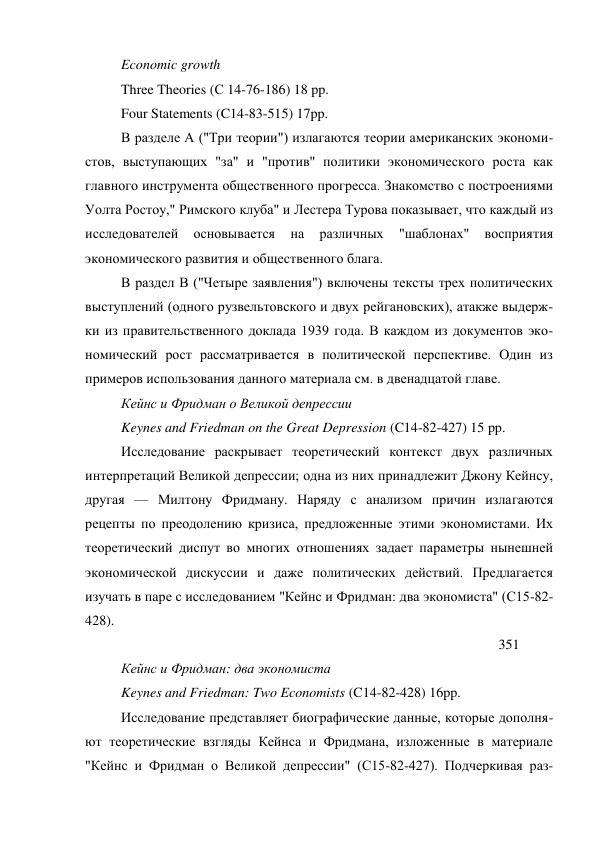 Economic growth
Three Theories (C 14-76-186) 18 pp.
Four Statements (C14-83-515) 17pp.
В разделе А ("Три теории") излагаются теории американских экономи-
стов, выступающих "за" и "против" политики экономического роста как
главного инструмента общественного прогресса. Знакомство с построениями
Уолта Ростоу," Римского клуба" и Лестера Турова показывает, что каждый из
исследователей основывается на различных "шаблонах" восприятия
экономического развития и общественного блага.
В раздел В ("Четыре заявления") включены тексты трех политических
выступлений (одного рузвельтовского и двух рейгановских), атакже выдерж-
ки из правительственного доклада 1939 года. В каждом из документов эко-
номический рост рассматривается в политической перспективе. Один из
примеров использования данного материала см. в двенадцатой главе.
Кейнс и Фридман о Великой депрессии
Keynes and Friedman on the Great Depression (C14-82-427) 15 pp.
Исследование раскрывает теоретический контекст двух различных
интерпретаций Великой депрессии; одна из них принадлежит Джону Кейнсу,
другая — Милтону Фридману. Наряду с анализом причин излагаются
рецепты по преодолению кризиса, предложенные этими экономистами. Их
теоретический диспут во многих отношениях задает параметры нынешней
экономической дискуссии и даже политических действий. Предлагается
изучать в паре с исследованием "Кейнс и Фридман: два экономиста" (С15-82-
428).
351
Кейнс и Фридман: два экономиста
Keynes and Friedman: Two Economists (C14-82-428) 16pp.
Исследование представляет биографические данные, которые дополня-
ют теоретические взгляды Кейнса и Фридмана, изложенные в материале
"Кейнс и Фридман о Великой депрессии" (С15-82-427). Подчеркивая раз-